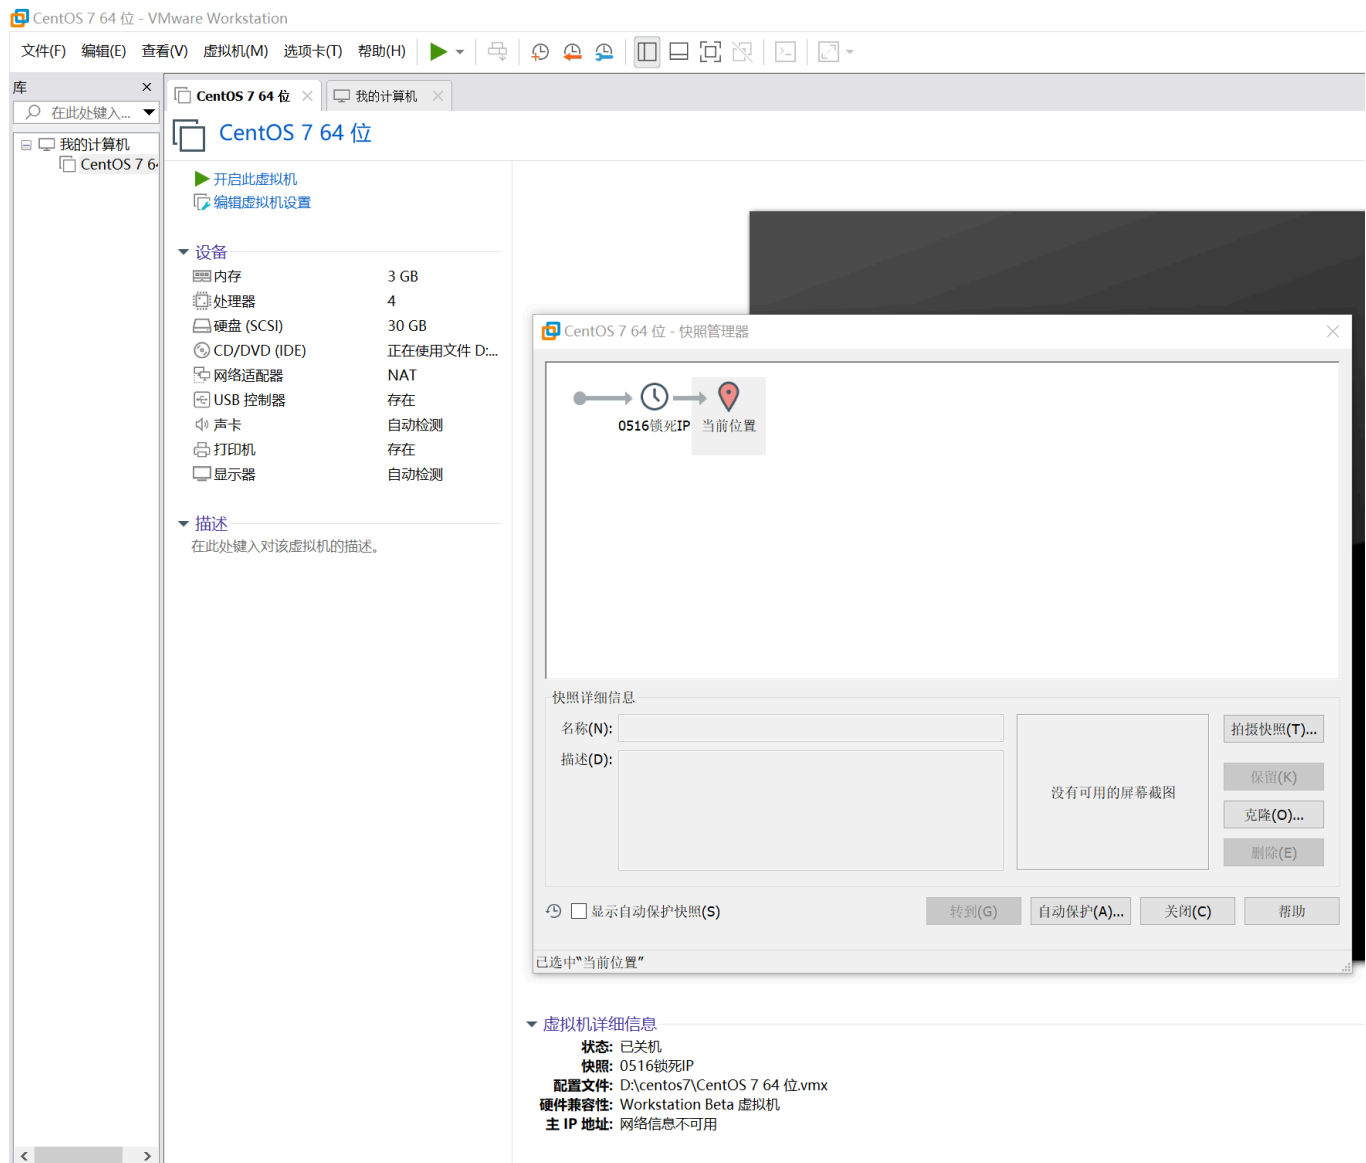 CentOS 7 64 位 - VMware Workstation
文件(F) 编辑(E) 查看(V) 虚拟机(M) 选项卡(T) 帮助(H)
库
在此处键入...
我的计算机
CentOS 7 64
CentOS 7 64 位
我的计算机
CentOS 7 64 位
开启此虚拟机
编辑虚拟机设置
设备
内存 3 GB
处理器 4
硬盘 (SCSI) 30 GB
CD/DVD (IDE) 正在使用文件 D:...
网络适配器 NAT
USB 控制器 存在
声卡 自动检测
打印机 存在
显示器 自动检测
描述
在此处键入对该虚拟机的描述。
CentOS 7 64 位 - 快照管理器
0516锁死IP 当前位置
快照详细信息
名称(N):
描述(D):
没有可用的屏幕截图
拍摄快照(T)...
保留(K)
克隆(O)...
删除(E)
显示自动保护快照(S)
转到(G) 自动保护(A)... 关闭(C) 帮助
已选中"当前位置"
虚拟机详细信息
状态: 已关机
快照: 0516锁死IP
配置文件: D:\centos7\CentOS 7 64 位.vmx
硬件兼容性: Workstation Beta 虚拟机
主 IP 地址: 网络信息不可用